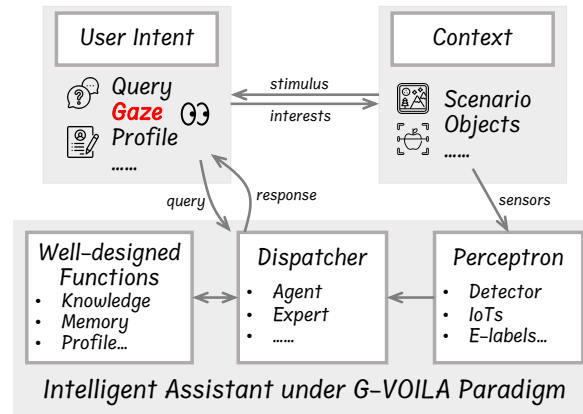 User Intent
Query
Gaze
Profile
......
stimulus
interests
Context
Scenario
Objects
......
query
response
sensors
Well-designed
Functions
• Knowledge
• Memory
• Profile...
Dispatcher
• Agent
• Expert
• ......
Perceptron
• Detector
• IoTs
• E-labels...
Intelligent Assistant under G-VOILA Paradigm